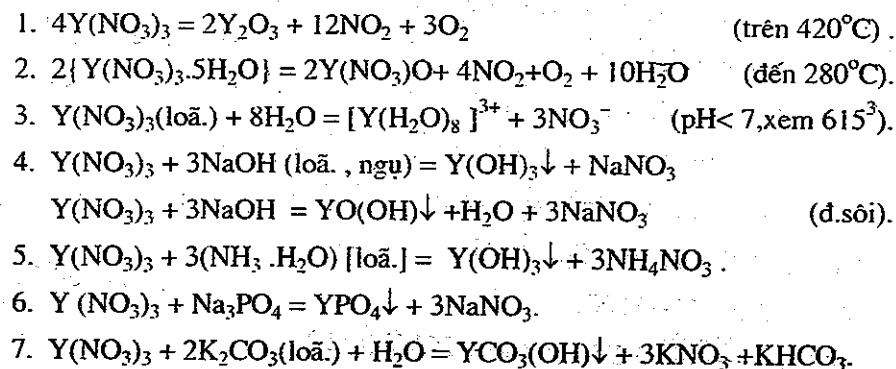 1. 4Y(NO₃)₃ = 2Y₂O₃ + 12NO₂ + 3O₂ (trên 420°C) .
2. 2{Y(NO₃)₃.5H₂O} = 2Y(NO₃)O+ 4NO₂+O₂ + 10H₂O (đến 280°C).
3. Y(NO₃)₃(loã.) + 8H₂O = [Y(H₂O)₈ ]³⁺ + 3NO₃⁻ (pH< 7,xem 615³).
4. Y(NO₃)₃ + 3NaOH (loã. , ngụ) = Y(OH)₃↓ + NaNO₃
Y(NO₃)₃ + 3NaOH = YO(OH)↓ +H₂O + 3NaNO₃ (đ.sôi).
5. Y(NO₃)₃ + 3(NH₃ .H₂O) [loã.] = Y(OH)₃↓ + 3NH₄NO₃ .
6. Y (NO₃)₃ + Na₃PO₄ = YPO₄↓ + 3NaNO₃.
7. Y(NO₃)₃ + 2K₂CO₃(loã.) + H₂O = YCO₃(OH)↓ + 3KNO₃ +KHCO₃.